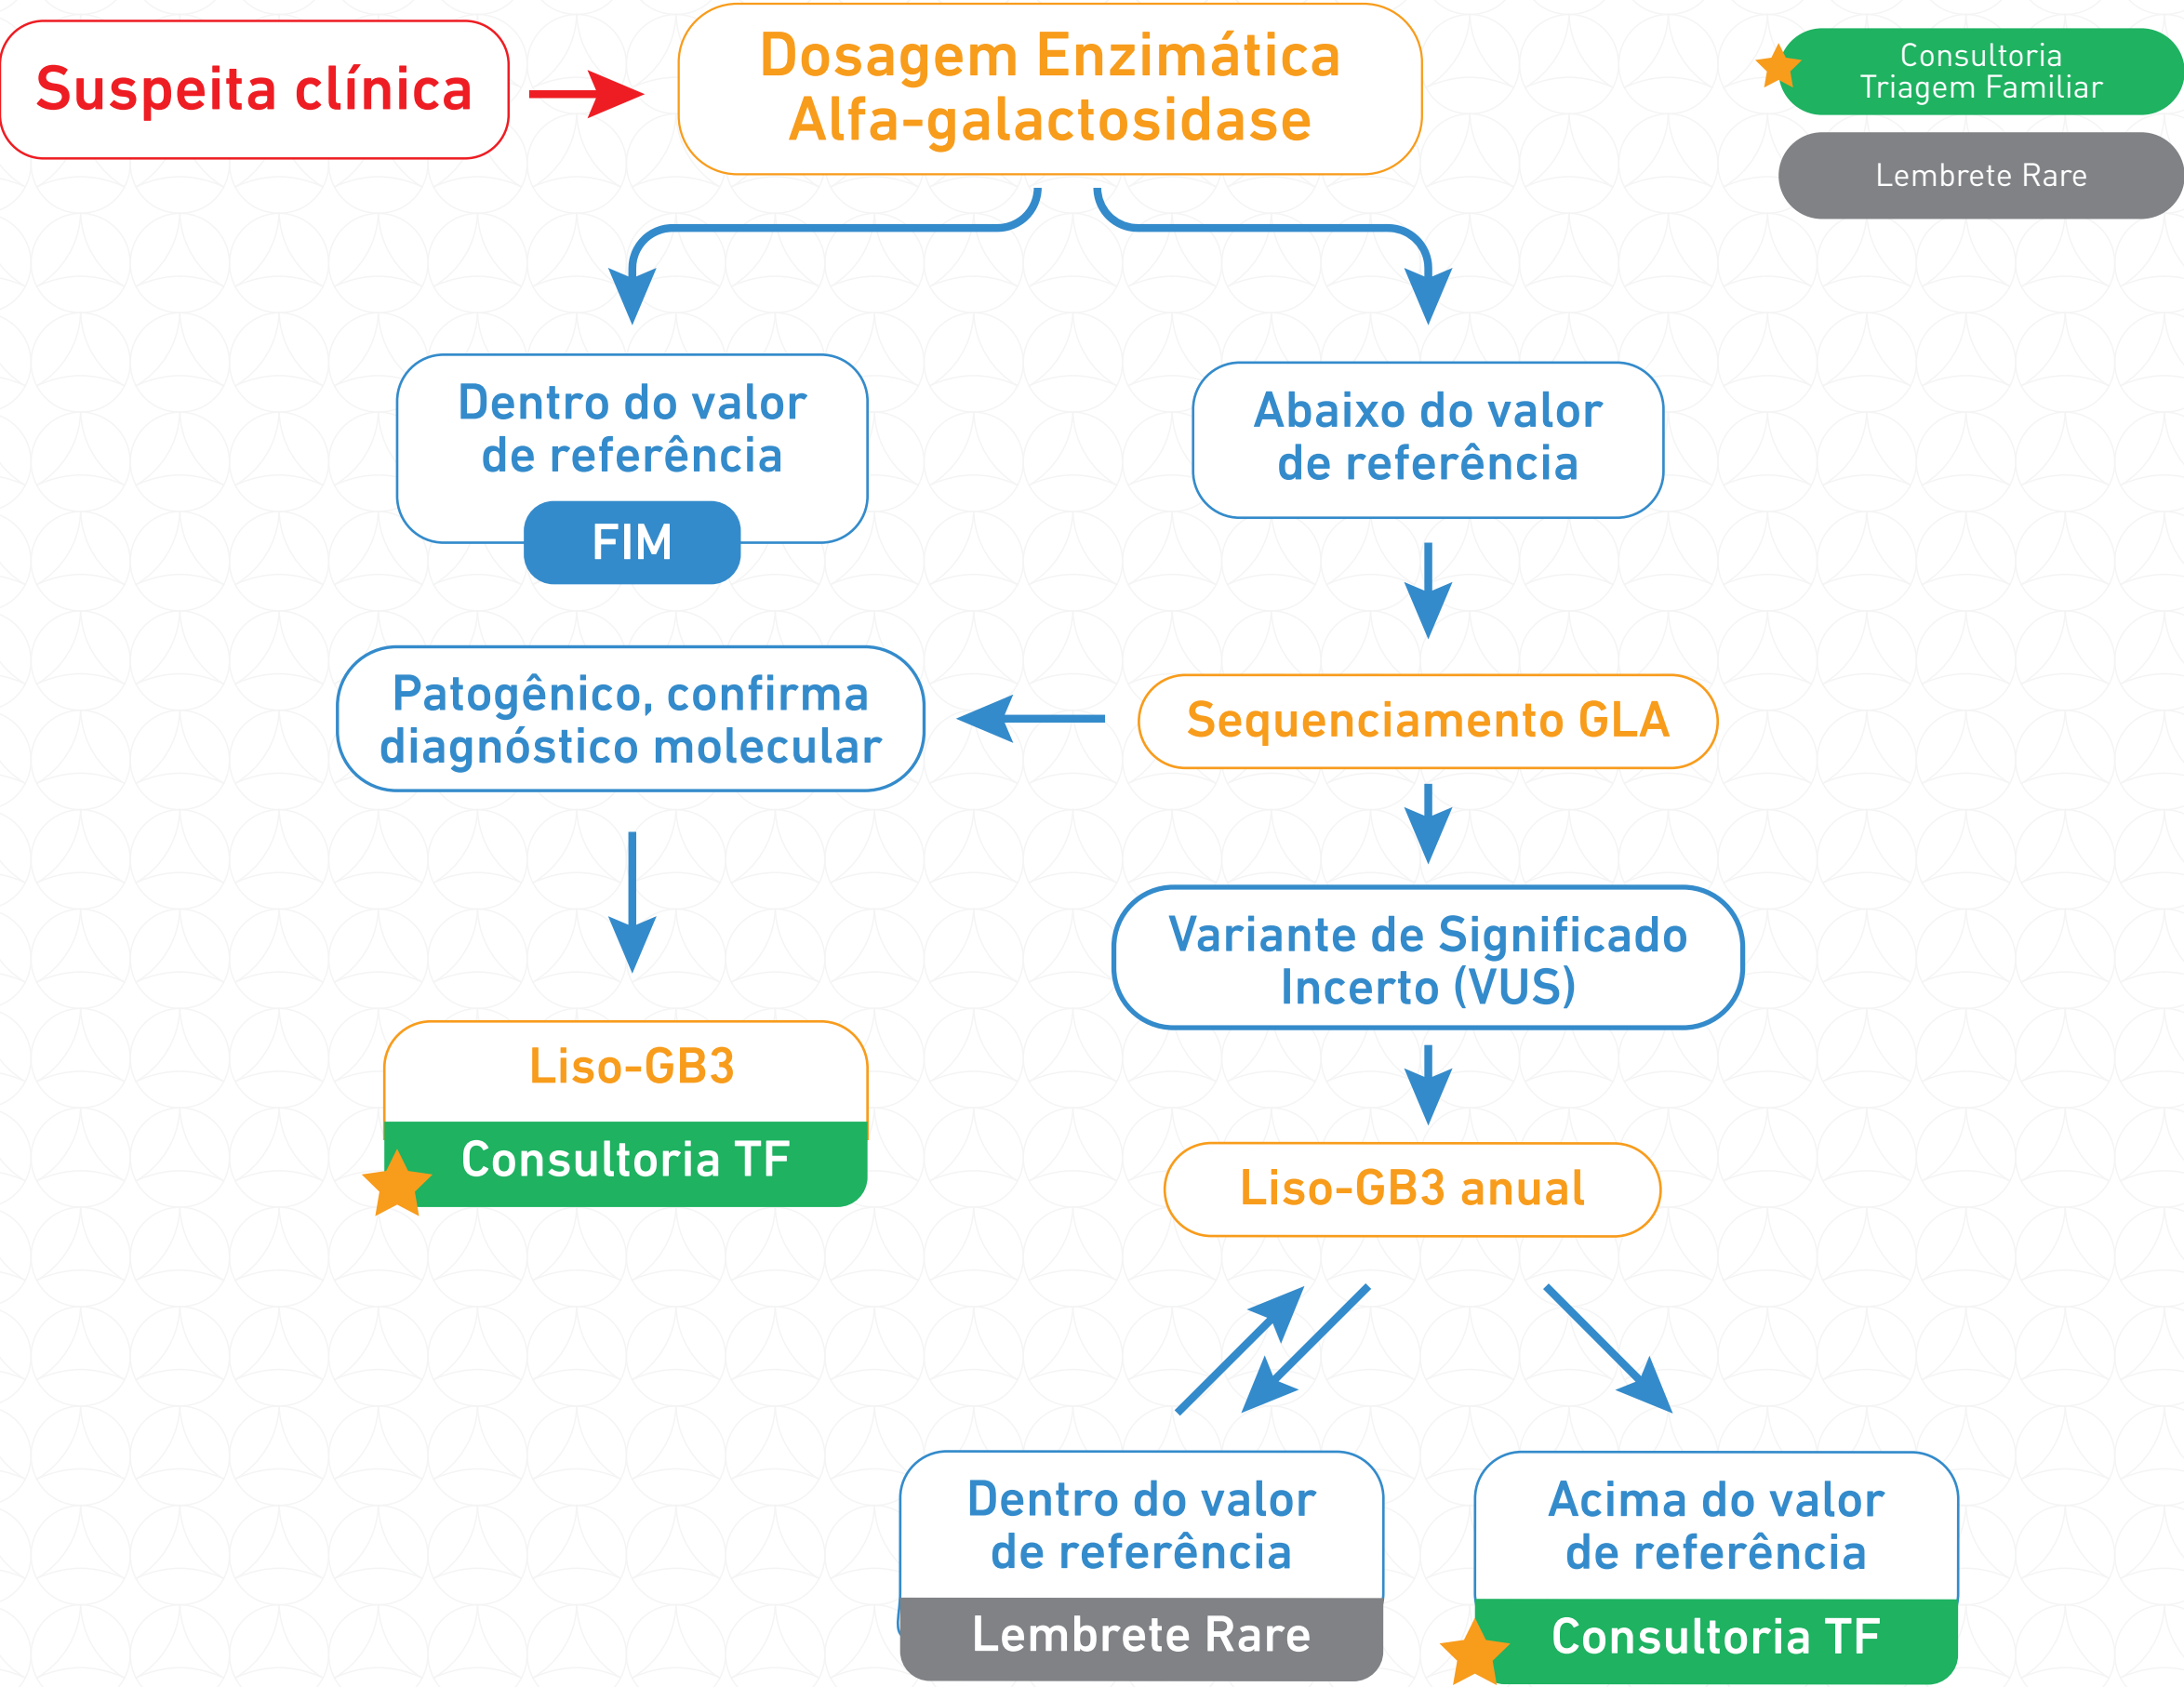 Suspeita clínica
Dosagem Enzimática
Alfa-galactosidase
Consultoria
Triagem Familiar
Lembrete Rare
Dentro do valor
de referência
FIM
Abaixo do valor
de referência
Patogênico, confirma
diagnóstico molecular
Sequenciamento GLA
Variante de Significado
Incerto (VUS)
Liso-GB3
Consultoria TF
Liso-GB3 anual
Dentro do valor
de referência
Lembrete Rare
Acima do valor
de referência
Consultoria TF